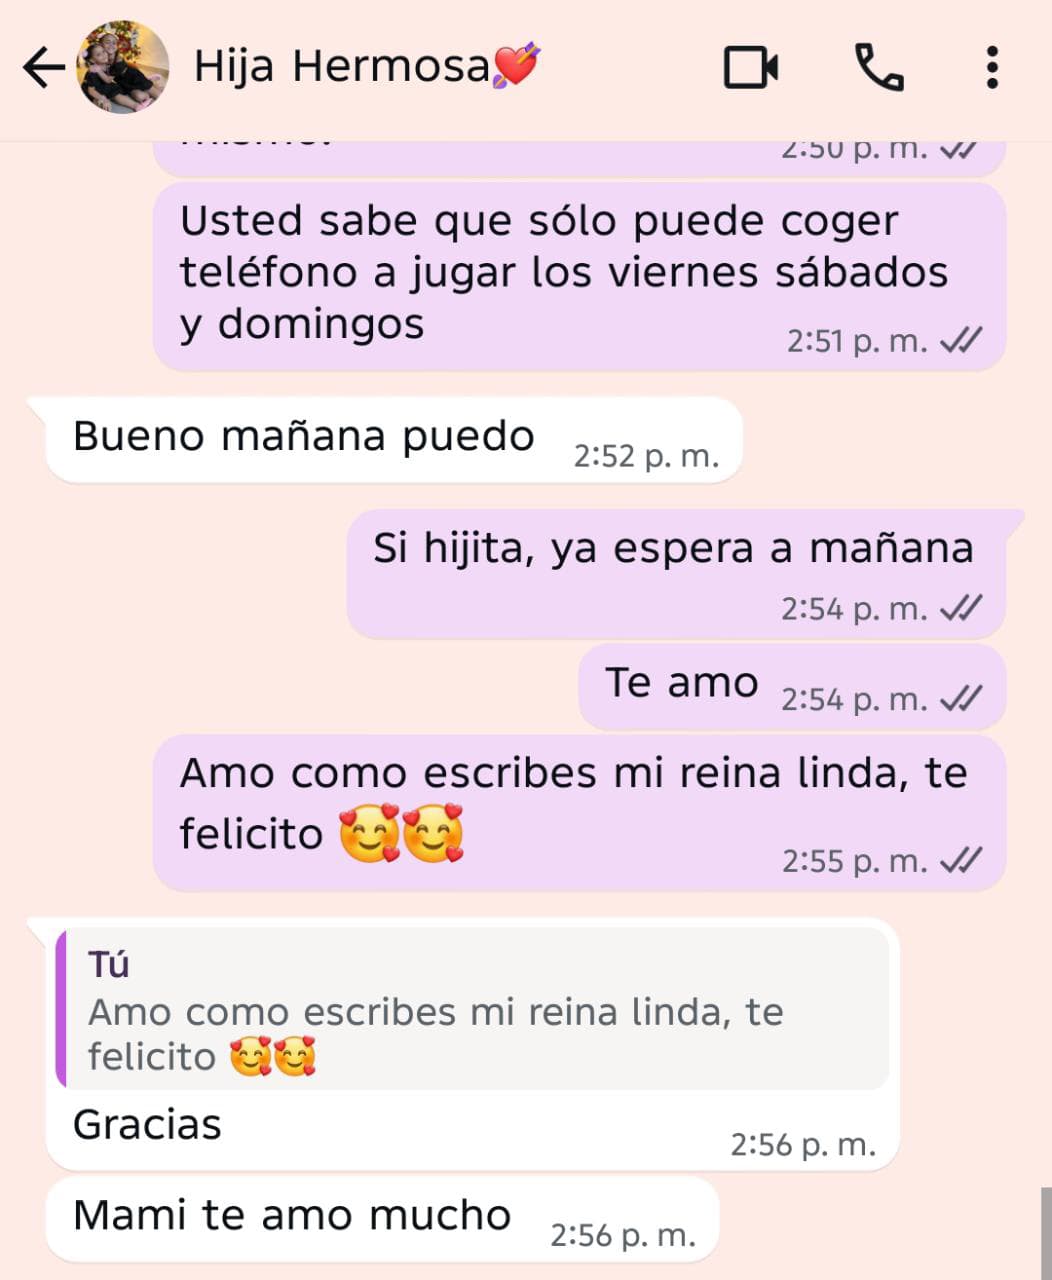 Hija Hermosa💘
2:50 p. m.
Usted sabe que sólo puede coger
teléfono a jugar los viernes sábados
y domingos
2:51 p. m.
Bueno mañana puedo
2:52 p. m.
Si hijita, ya espera a mañana
2:54 p. m.
Te amo
2:54 p. m.
Amo como escribes mi reina linda, te
felicito 🥰🥰
2:55 p. m.
Tú
Amo como escribes mi reina linda, te
felicito 🥰🥰
Gracias
2:56 p. m.
Mami te amo mucho
2:56 p. m.